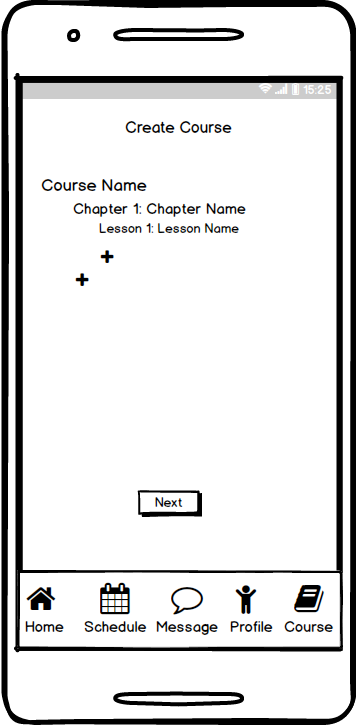 15:25
Create Course
Course Name
Chapter 1: Chapter Name
Lesson 1: Lesson Name
+
+
Next
Home Schedule Message Profile Course